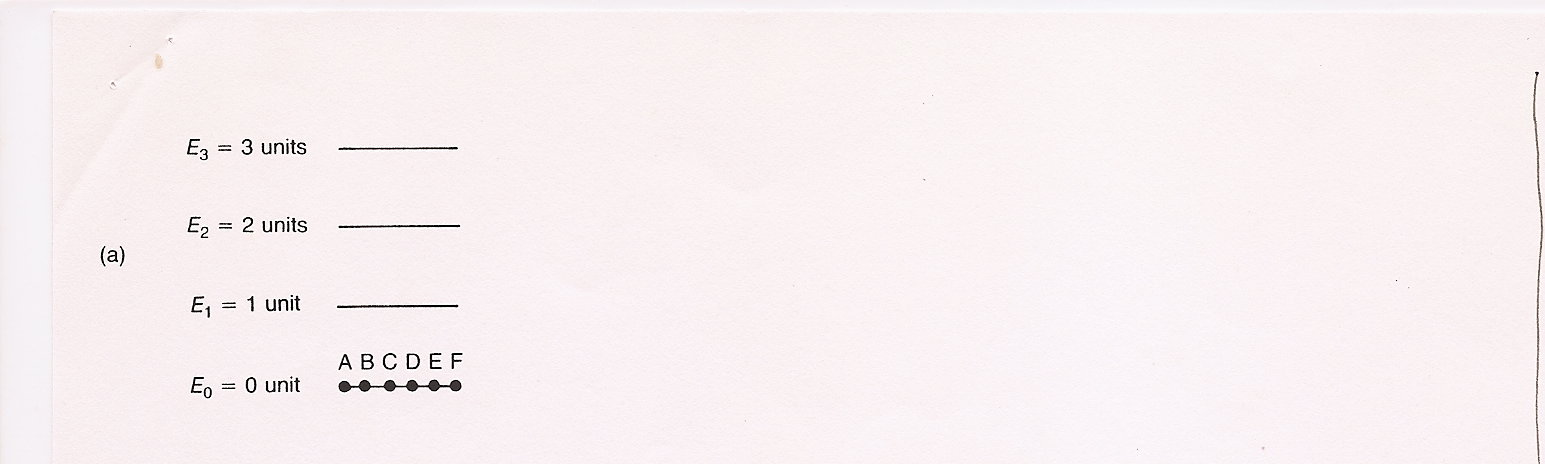 E₃ = 3 units
E₂ = 2 units
(a)
E₁ = 1 unit
A B C D E F
E₀ = 0 unit